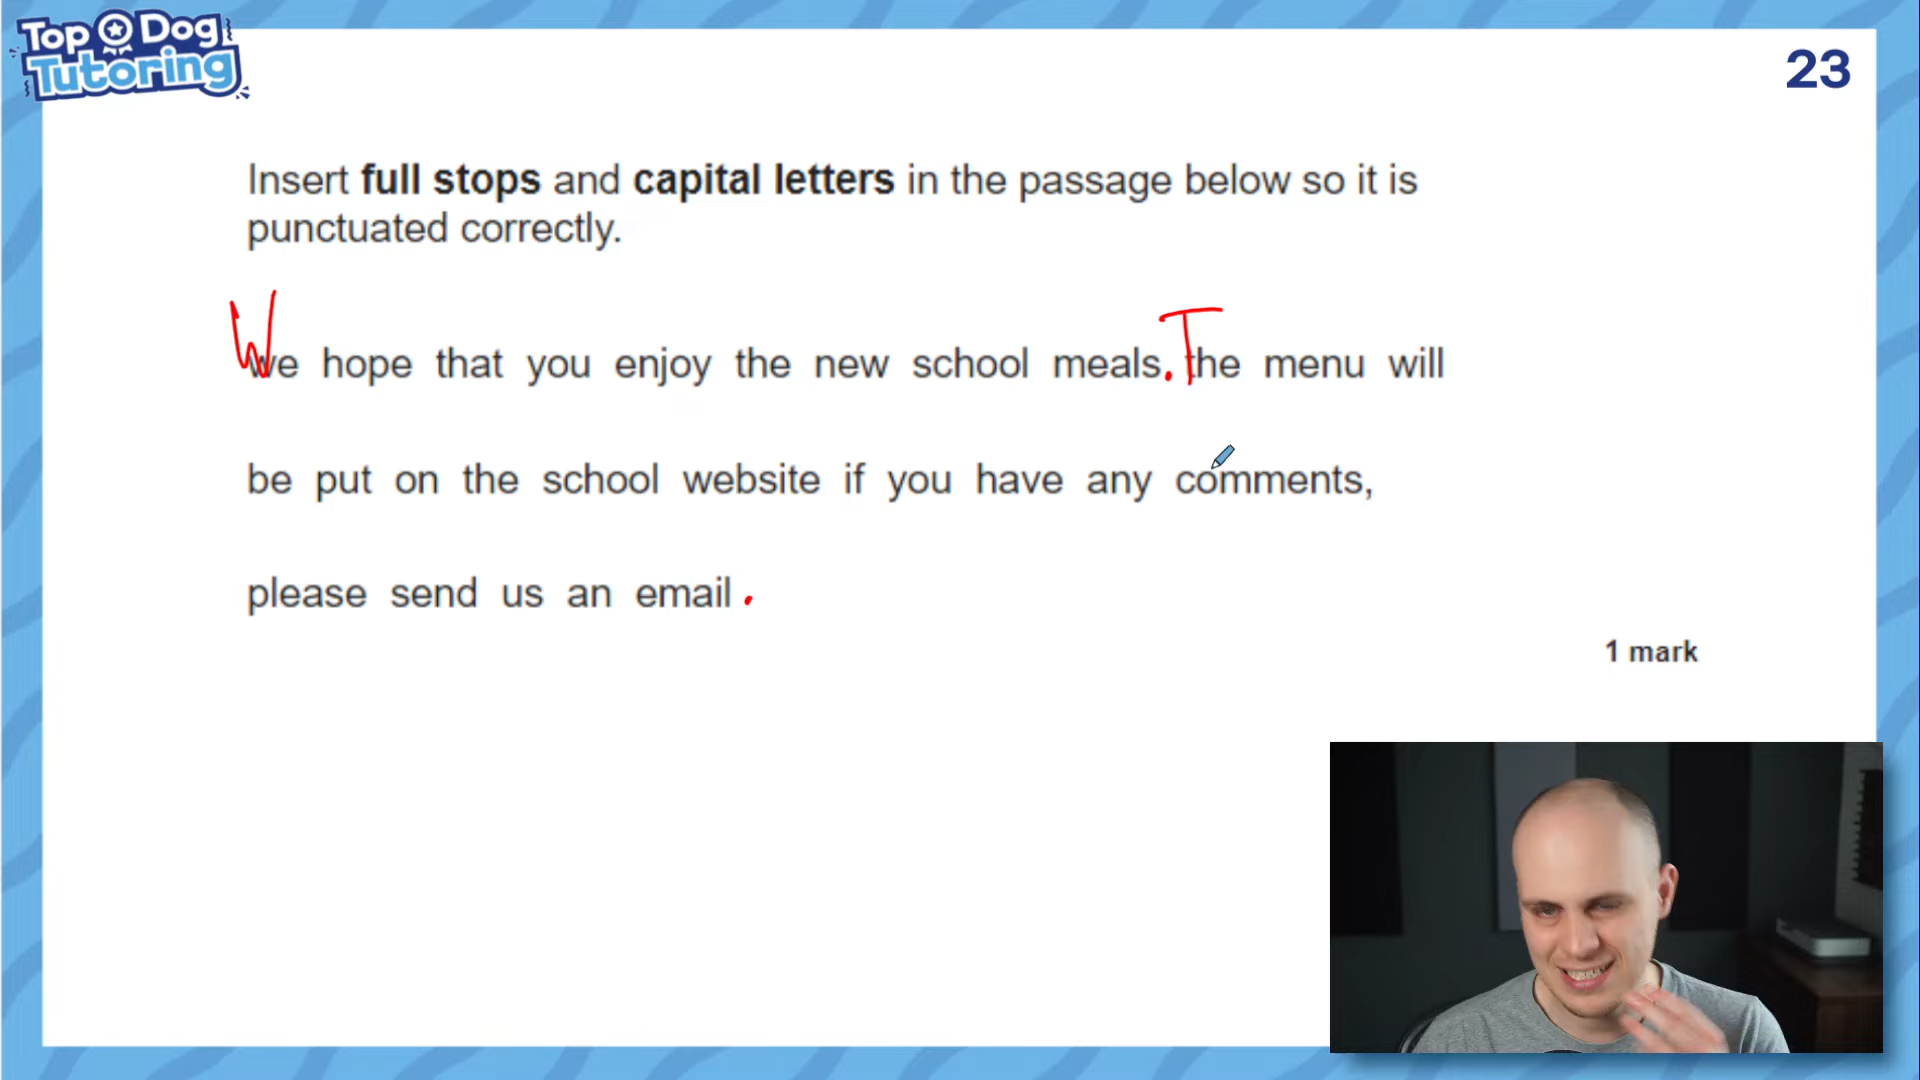 Top Dog
Tutoring
23
Insert full stops and capital letters in the passage below so it is
punctuated correctly.
We hope that you enjoy the new school meals. The menu will
be put on the school website if you have any comments,
please send us an email.
1 mark